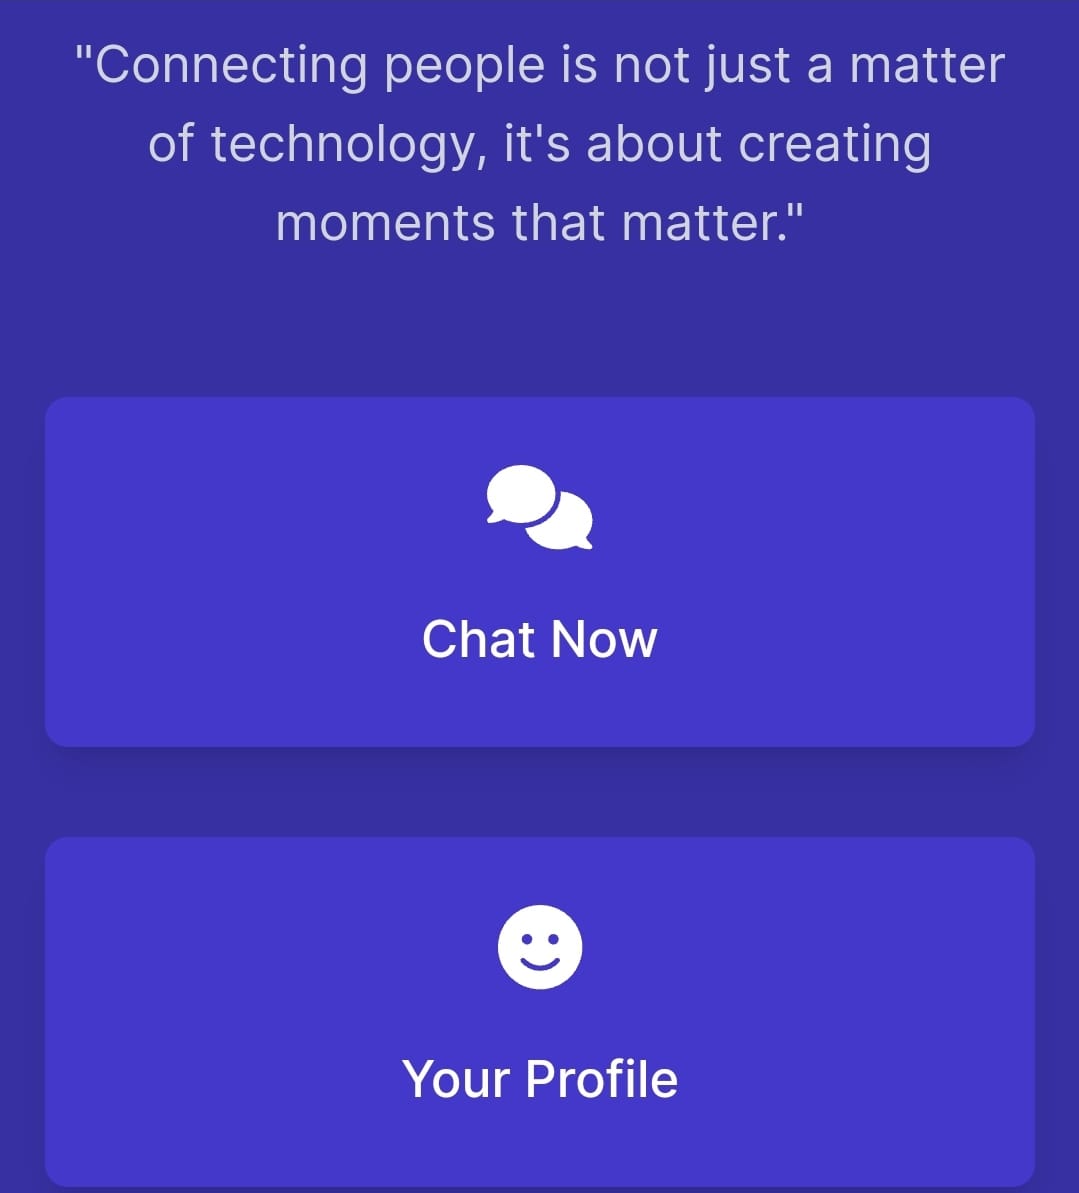 "Connecting people is not just a matter
of technology, it's about creating
moments that matter."
Chat Now
Your Profile